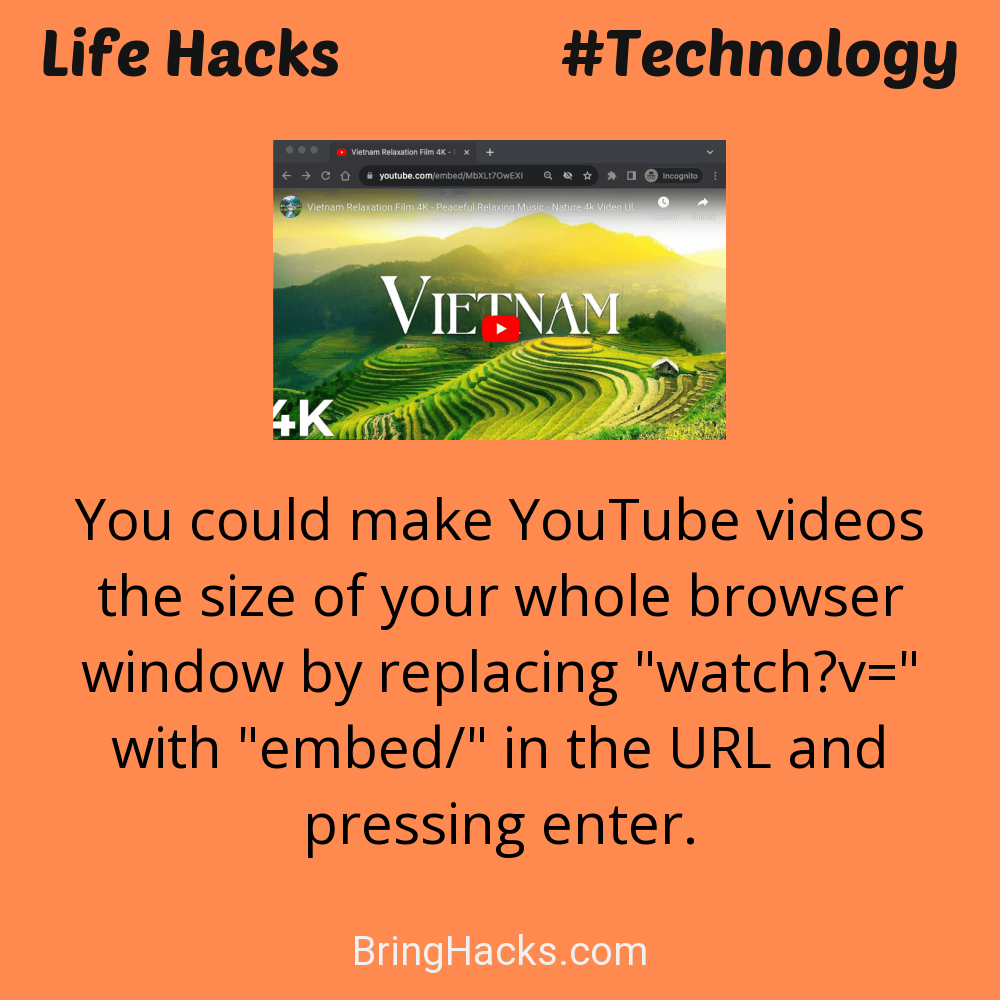 Life Hacks #Technology
Vietnam Relaxation Film 4K -
youtube.com/embed/MbXLt7OwEXI
Incognito
Vietnam Relaxation Film 4K - Peaceful Relaxing Music - Nature 4k Video Ul
VIETNAM
4K
You could make YouTube videos
the size of your whole browser
window by replacing "watch?v="
with "embed/" in the URL and
pressing enter.
BringHacks.com